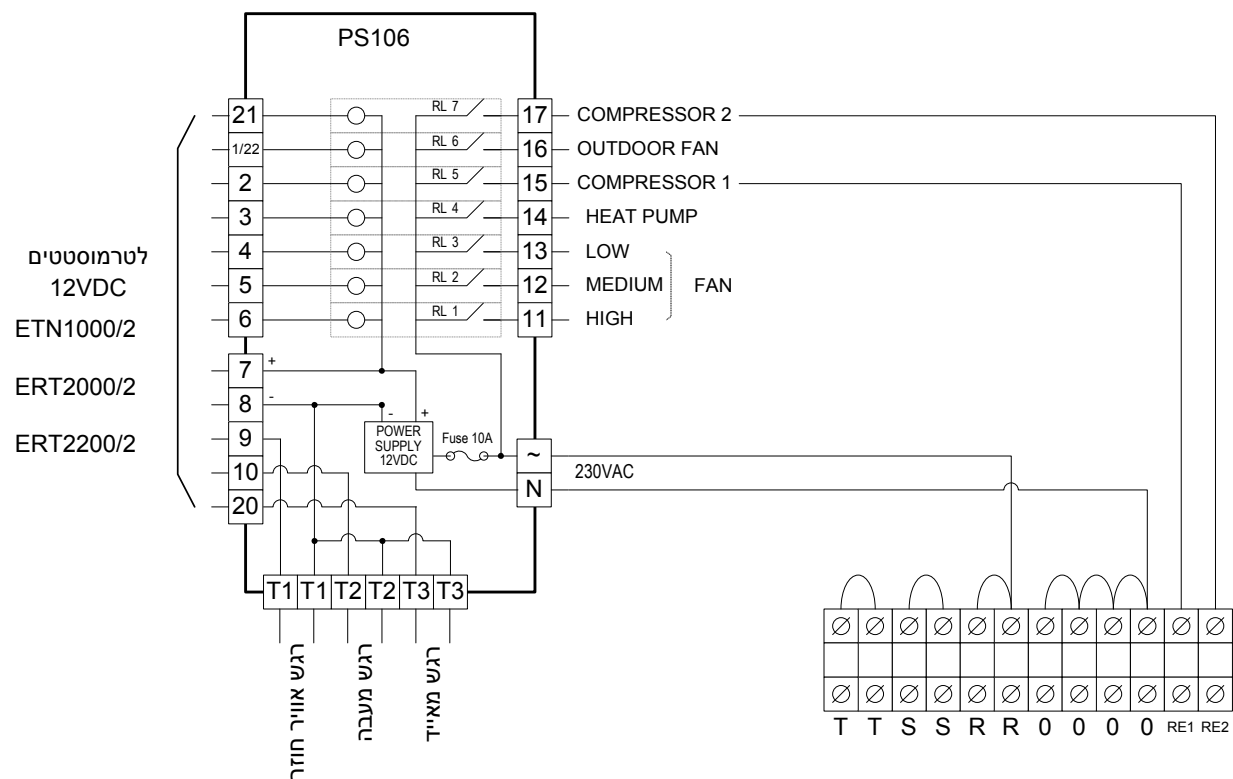 PS106
21 RL 7 17 COMPRESSOR 2
1/22 RL 6 16 OUTDOOR FAN
2 RL 5 15 COMPRESSOR 1
3 RL 4 14 HEAT PUMP
4 RL 3 13 LOW
5 RL 2 12 MEDIUM FAN
6 RL 1 11 HIGH
לטרמוסטטים
12VDC
ETN1000/2
ERT2000/2
ERT2200/2
7 +
8 -
- +
9 POWER SUPPLY 12VDC Fuse 10A ~
10 230VAC
20 N
T1 T1 T2 T2 T3 T3
רגש אוויר חוזר
רגש מעבה
רגש מאייד
T T S S R R 0 0 0 0 RE1 RE2